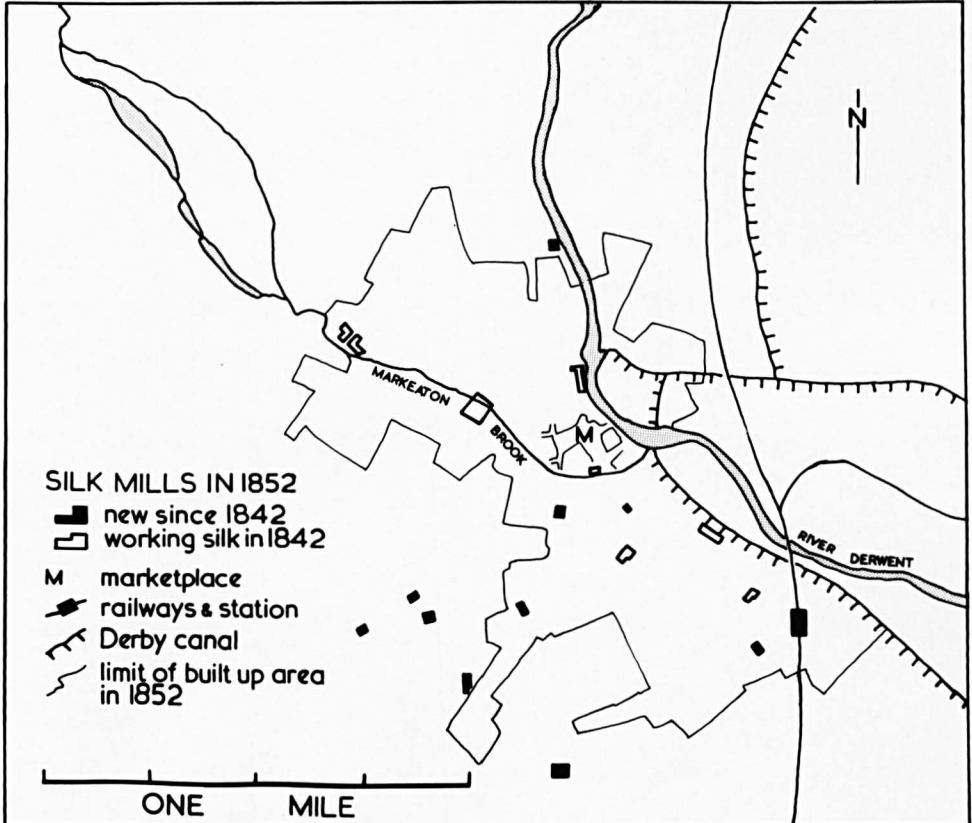 N
MARKEATON
BROOK
M
RIVER DERWENT
SILK MILLS IN 1852
new since 1842
working silk in 1842
M marketplace
railways & station
Derby canal
limit of built up area
in 1852
ONE MILE